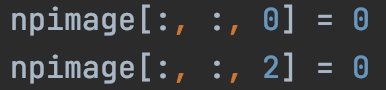 npimage[:, :, 0] = 0
npimage[:, :, 2] = 0